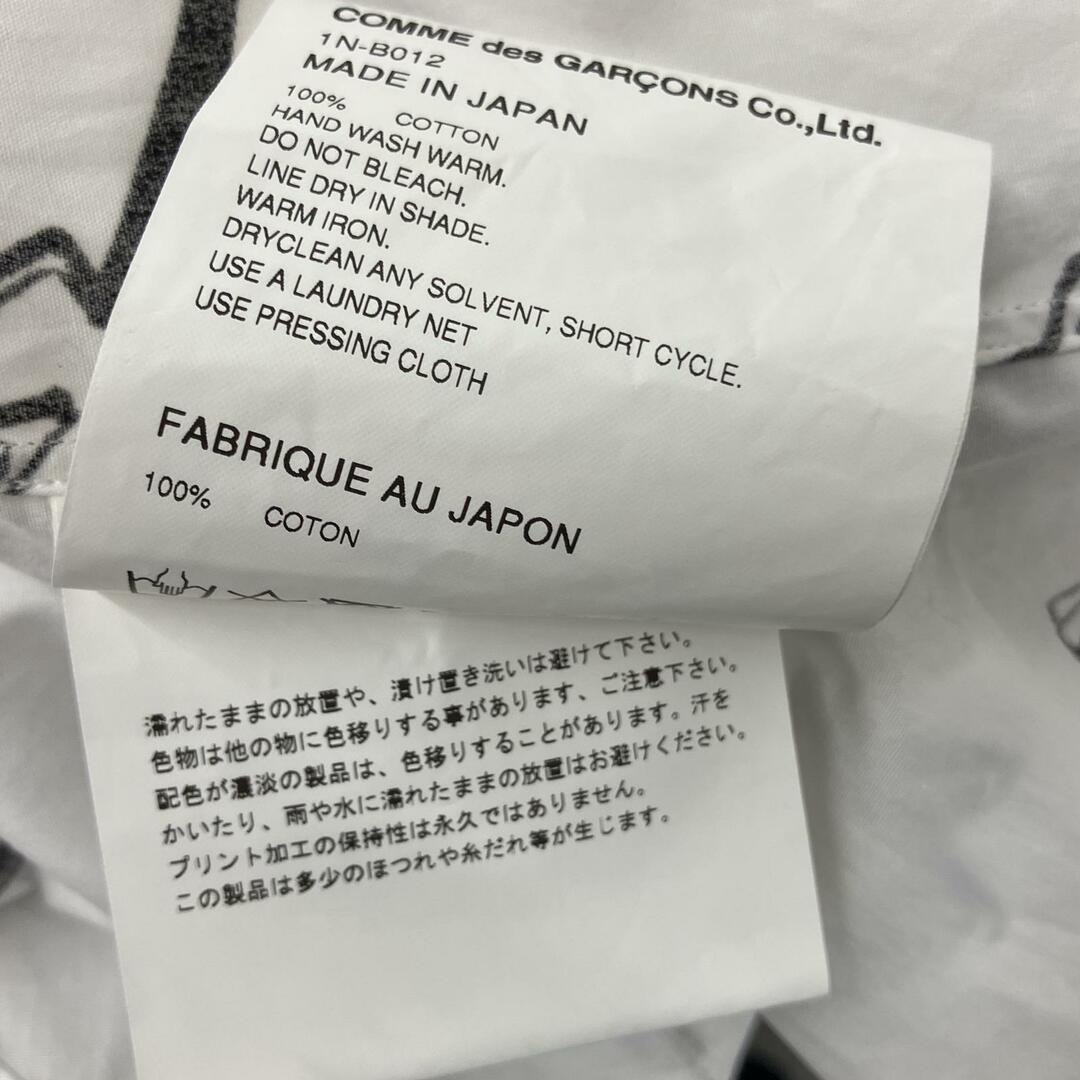 COMME des GARÇONS Co.,Ltd.
1N-B012
MADE IN JAPAN
100% COTTON
HAND WASH WARM.
DO NOT BLEACH.
LINE DRY IN SHADE.
WARM IRON.
DRYCLEAN ANY SOLVENT, SHORT CYCLE.
USE A LAUNDRY NET
USE PRESSING CLOTH
FABRIQUE AU JAPON
100% COTON
濡れたままの放置や、漬け置き洗いは避けて下さい。
色物は他の物に色移りする事があります、ご注意下さい。
配色が濃淡の製品は、色移りすることがあります。汗を
かいたり、雨や水に濡れたままの放置はお避けください。
プリント加工の保持性は永久ではありません。
この製品は多少のほつれや糸だれ等が生じます。